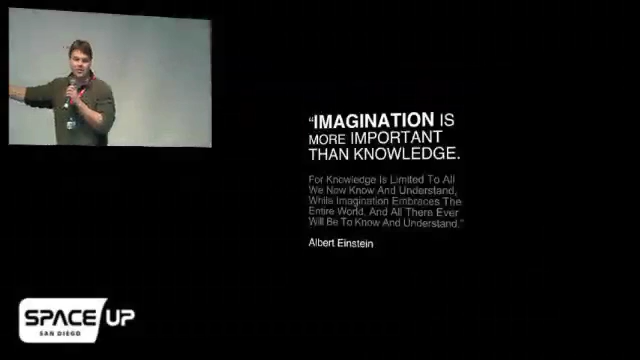 “IMAGINATION IS
MORE IMPORTANT
THAN KNOWLEDGE.
For Knowledge Is Limited To All
We Now Know And Understand,
While Imagination Embraces The
Entire World, And All There Ever
Will Be To Know And Understand.”
Albert Einstein
SPACE UP
SAN DIEGO